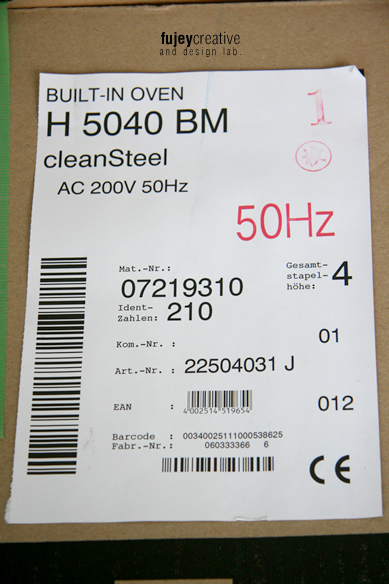 fujeycreative
and design lab.
BUILT-IN OVEN
H 5040 BM
cleanSteel
AC 200V 50Hz
1
50Hz
Mat.-Nr.:
07219310
Gesamt-
stapel-
höhe: 4
Ident-
Zahlen: 210
Kom.-Nr. :
01
Art.-Nr. : 22504031 J
EAN : 4002514519654
012
Barcode : 00340025111000538625
Fabr.-Nr.: 060333366 6
CE